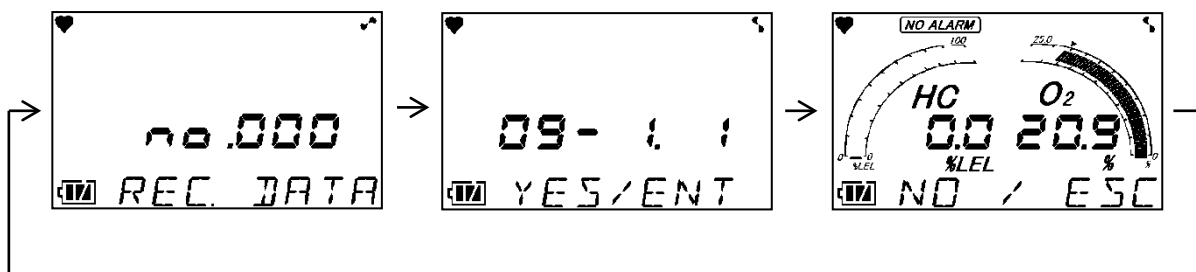 no.000
REC. DATA
09- 1. 1
YES/ENT
NO ALARM
100 25.0
HC O2
0.0 20.9
0 0 %LEL %LEL % % 0
NO / ESC